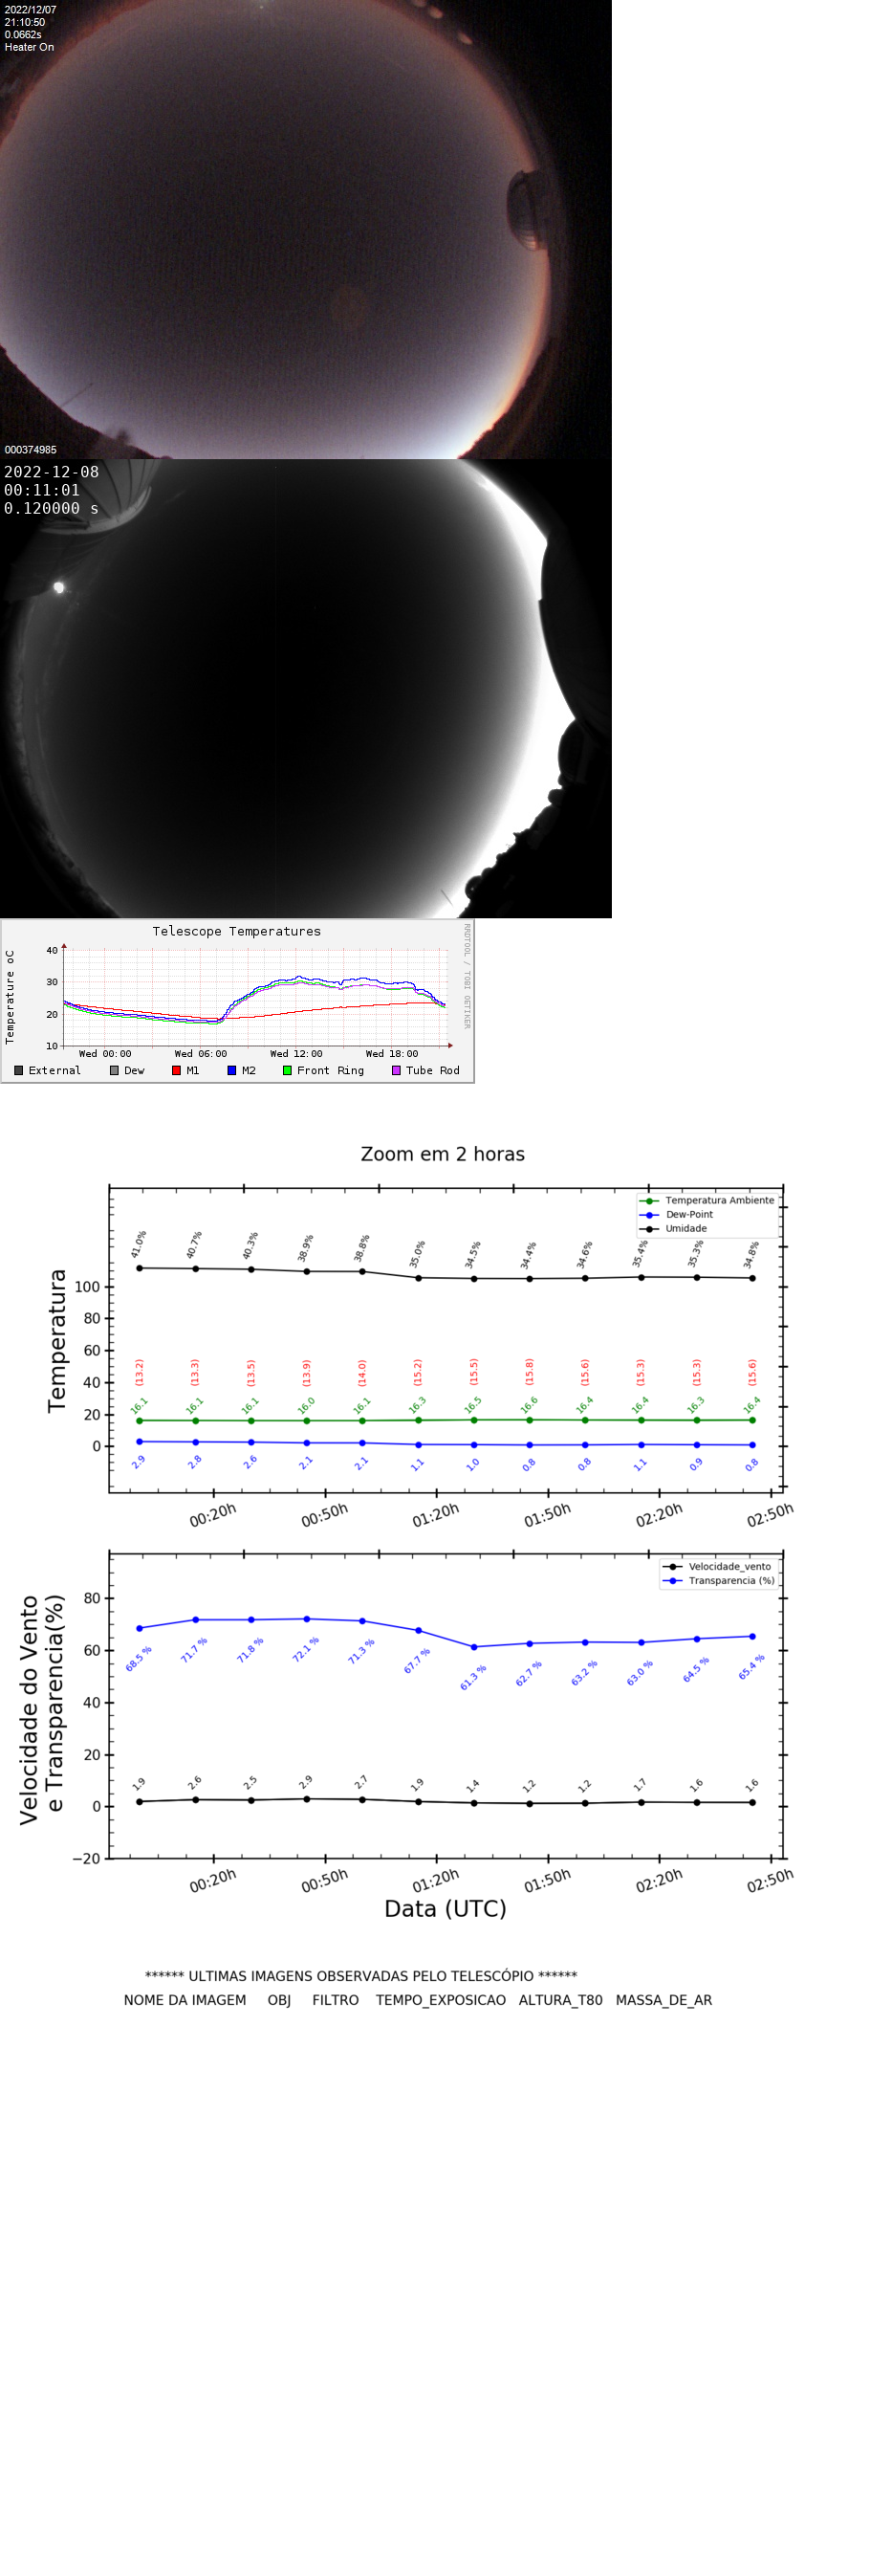 2022/12/07
21:10:50
0.0662s
Heater On
000374985
2022-12-08
00:11:01
0.120000 s
Telescope Temperatures
RRDTOOL / TOBI OETIKER
Temperature oC
40
30
20
10
Wed 00:00 Wed 06:00 Wed 12:00 Wed 18:00
External Dew M1 M2 Front Ring Tube Rod
Zoom em 2 horas
Temperatura Ambiente
Dew-Point
Umidade
41.0% 40.7% 40.3% 38.9% 38.8% 35.0% 34.5% 34.4% 34.6% 35.4% 35.3% 34.8%
Temperatura
100
80
60
40
20
0
(13.2) (13.3) (13.5) (13.9) (14.0) (15.2) (15.5) (15.8) (15.6) (15.3) (15.3) (15.6)
16.1 16.1 16.1 16.0 16.1 16.3 16.5 16.6 16.4 16.4 16.3 16.4
2.9 2.8 2.6 2.1 2.1 1.1 1.0 0.8 0.8 1.1 0.9 0.8
00:20h 00:50h 01:20h 01:50h 02:20h 02:50h
Velocidade_vento
Transparencia (%)
Velocidade do Vento
e Transparencia(%)
80
60
40
20
0
−20
68.5 % 71.7 % 71.8 % 72.1 % 71.3 % 67.7 % 61.3 % 62.7 % 63.2 % 63.0 % 64.5 % 65.4 %
1.9 2.6 2.5 2.9 2.7 1.9 1.4 1.2 1.2 1.7 1.6 1.6
00:20h 00:50h 01:20h 01:50h 02:20h 02:50h
Data (UTC)
****** ULTIMAS IMAGENS OBSERVADAS PELO TELESCÓPIO ******
NOME DA IMAGEM OBJ FILTRO TEMPO_EXPOSICAO ALTURA_T80 MASSA_DE_AR